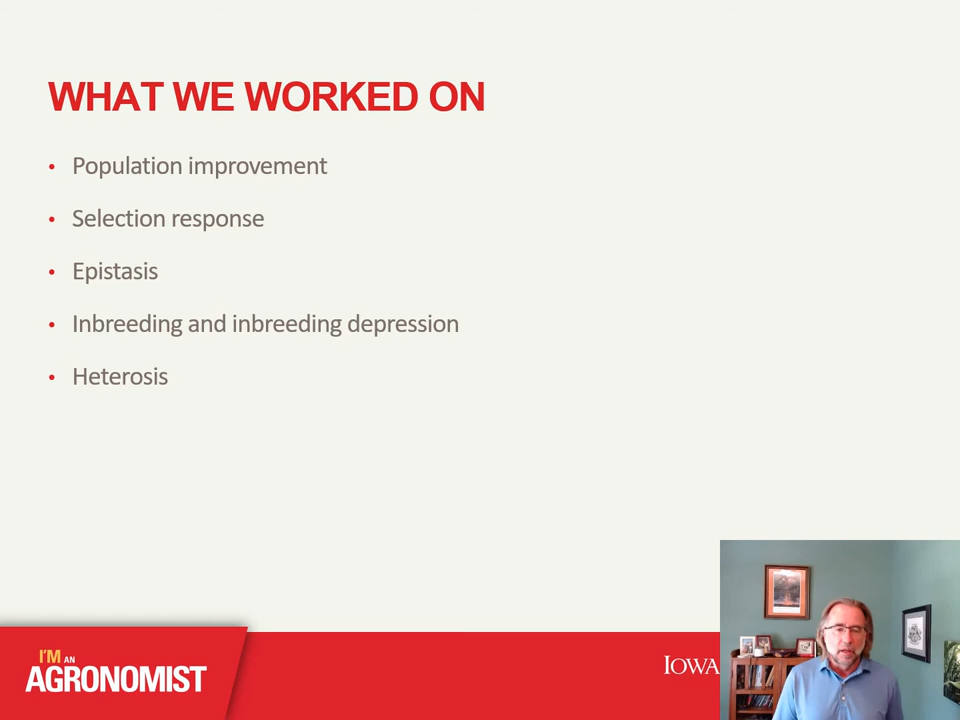 WHAT WE WORKED ON
• Population improvement
• Selection response
• Epistasis
• Inbreeding and inbreeding depression
• Heterosis
I'M AN
AGRONOMIST
IOWA